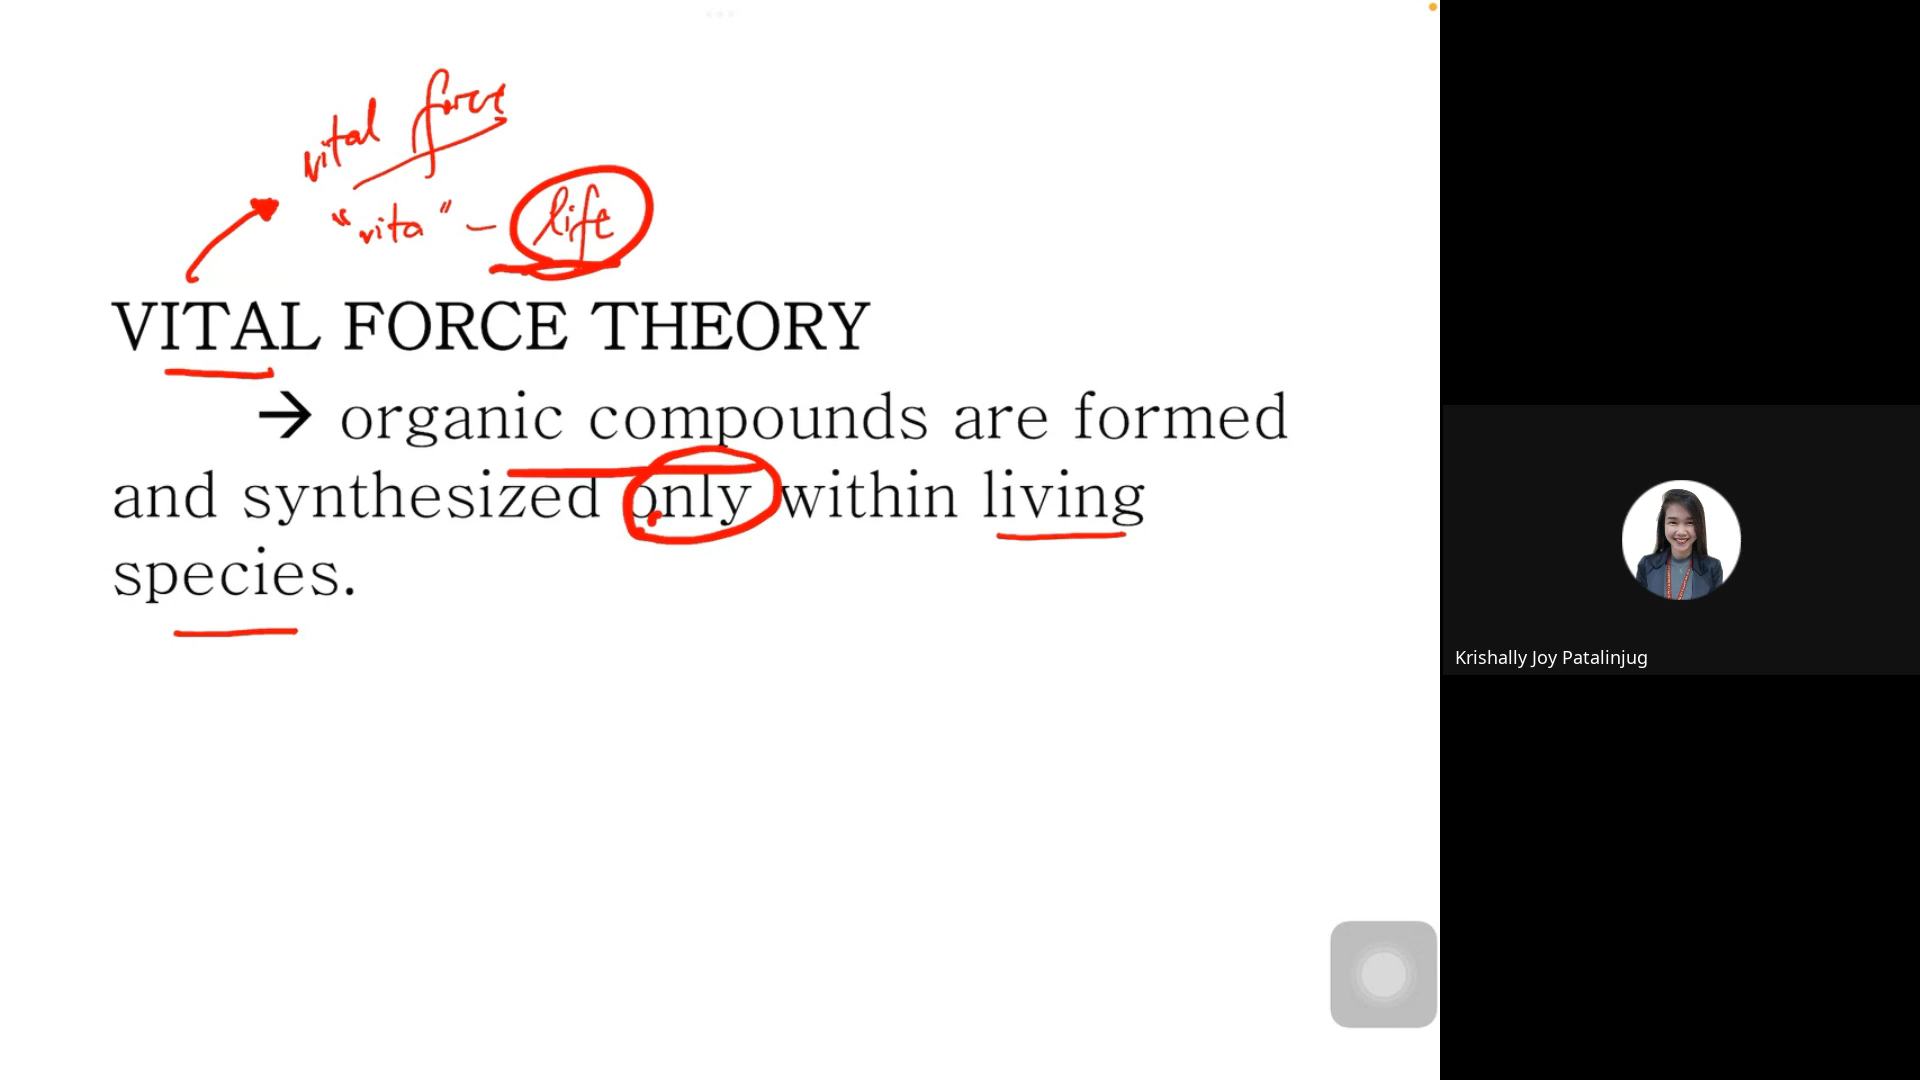 vital force
"vita" - life
VITAL FORCE THEORY
→ organic compounds are formed
and synthesized only within living
species.
Krishally Joy Patalinjug